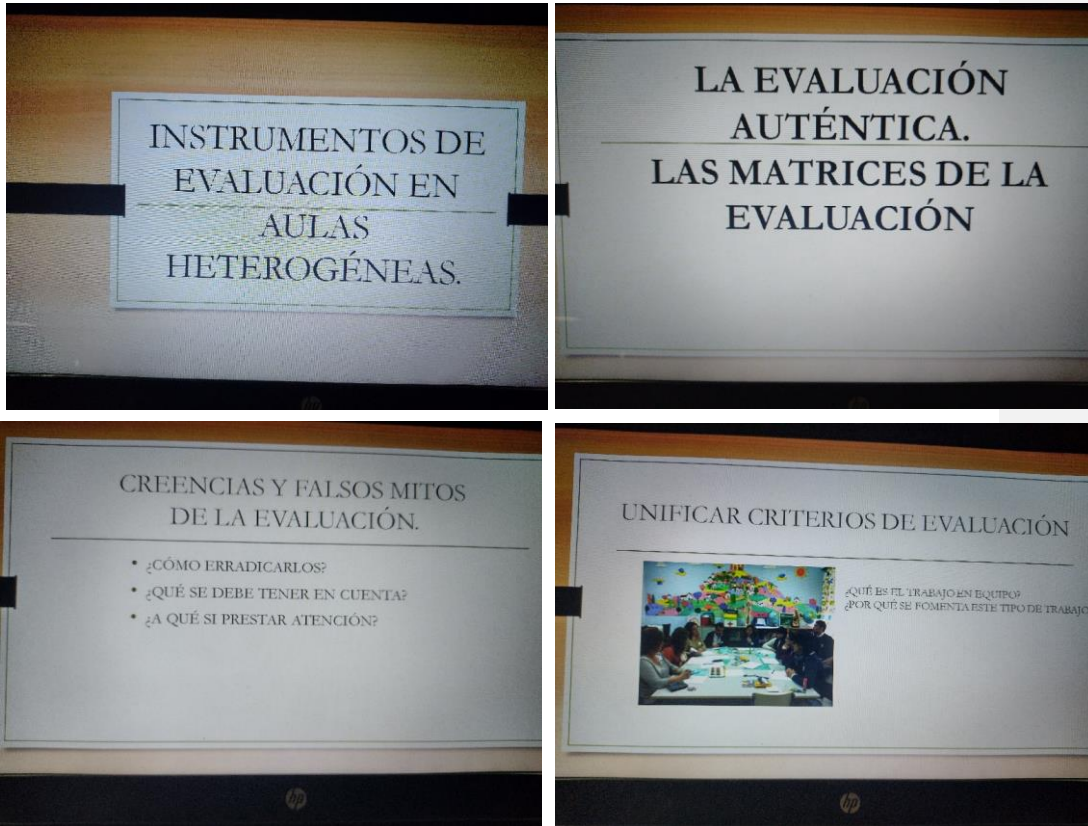 INSTRUMENTOS DE
EVALUACIÓN EN
AULAS
HETEROGÉNEAS.
LA EVALUACIÓN
AUTÉNTICA.
LAS MATRICES DE LA
EVALUACIÓN
CREENCIAS Y FALSOS MITOS
DE LA EVALUACIÓN.
• ¿CÓMO ERRADICARLOS?
• ¿QUÉ SE DEBE TENER EN CUENTA?
• ¿A QUÉ SI PRESTAR ATENCIÓN?
hp
UNIFICAR CRITERIOS DE EVALUACIÓN
¿QUÉ ES EL TRABAJO EN EQUIPO?
¿POR QUÉ SE FOMENTA ESTE TIPO DE TRABAJO
hp